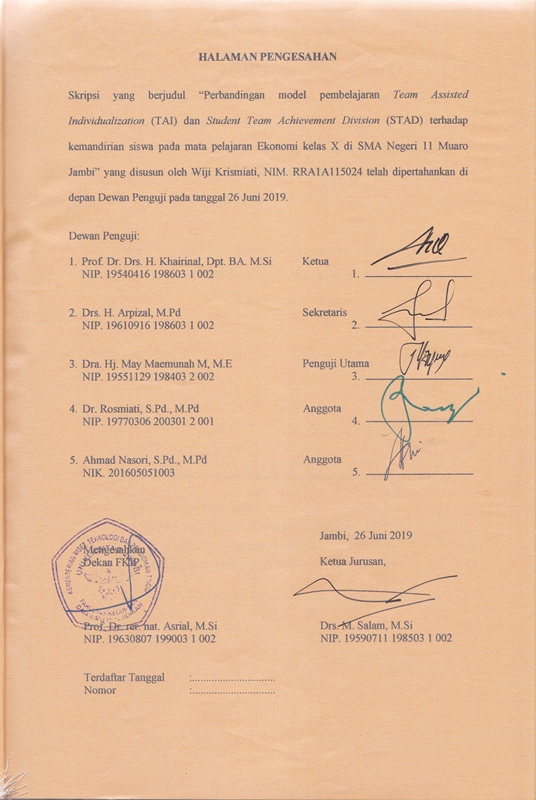 HALAMAN PENGESAHAN
Skripsi yang berjudul “Perbandingan model pembelajaran Team Assisted
Individualization (TAI) dan Student Team Achievement Division (STAD) terhadap
kemandirian siswa pada mata pelajaran Ekonomi kelas X di SMA Negeri 11 Muaro
Jambi” yang disusun oleh Wiji Krismiati, NIM. RRA1A115024 telah dipertahankan di
depan Dewan Penguji pada tanggal 26 Juni 2019.
Dewan Penguji:
1. Prof. Dr. Drs. H. Khairinal, Dpt. BA. M.Si Ketua
NIP. 19540416 198603 1 002 1.
2. Drs. H. Arpizal, M.Pd Sekretaris
NIP. 19610916 198603 1 002 2.
3. Dra. Hj. May Maemunah M, M.E Penguji Utama
NIP. 19551129 198403 2 002 3.
4. Dr. Rosmiati, S.Pd., M.Pd Anggota
NIP. 19770306 200301 2 001 4.
5. Ahmad Nasori, S.Pd., M.Pd Anggota
NIK. 201605051003 5.
Jambi, 26 Juni 2019
Mengesahkan
Dekan FKIP Ketua Jurusan,
Prof. Dr. rer. nat. Asrial, M.Si Drs. M. Salam, M.Si
NIP. 19630807 199003 1 002 NIP. 19590711 198503 1 002
Terdaftar Tanggal :..............................
Nomor :..............................